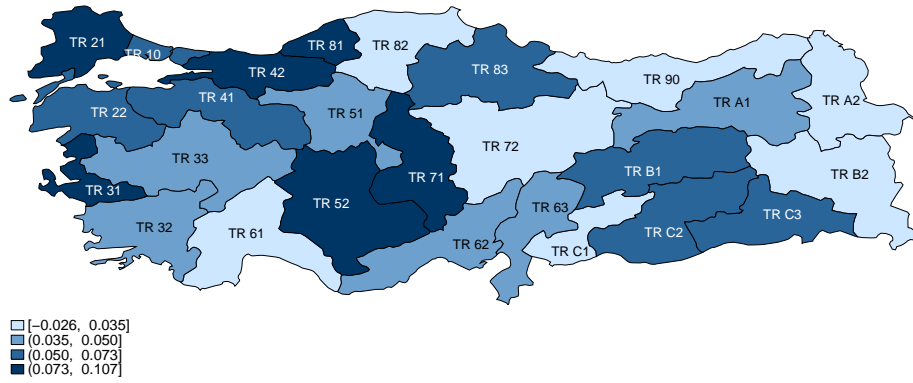 TR 21
TR 10
TR 81
TR 82
TR 42
TR 83
TR 90
TR 41
TR 22
TR 51
TR A1
TR A2
TR 72
TR 33
TR 71
TR B1
TR B2
TR 31
TR 52
TR 63
TR 32
TR 61
TR 62
TR C1
TR C2
TR C3
[−0.026, 0.035]
(0.035, 0.050]
(0.050, 0.073]
(0.073, 0.107]